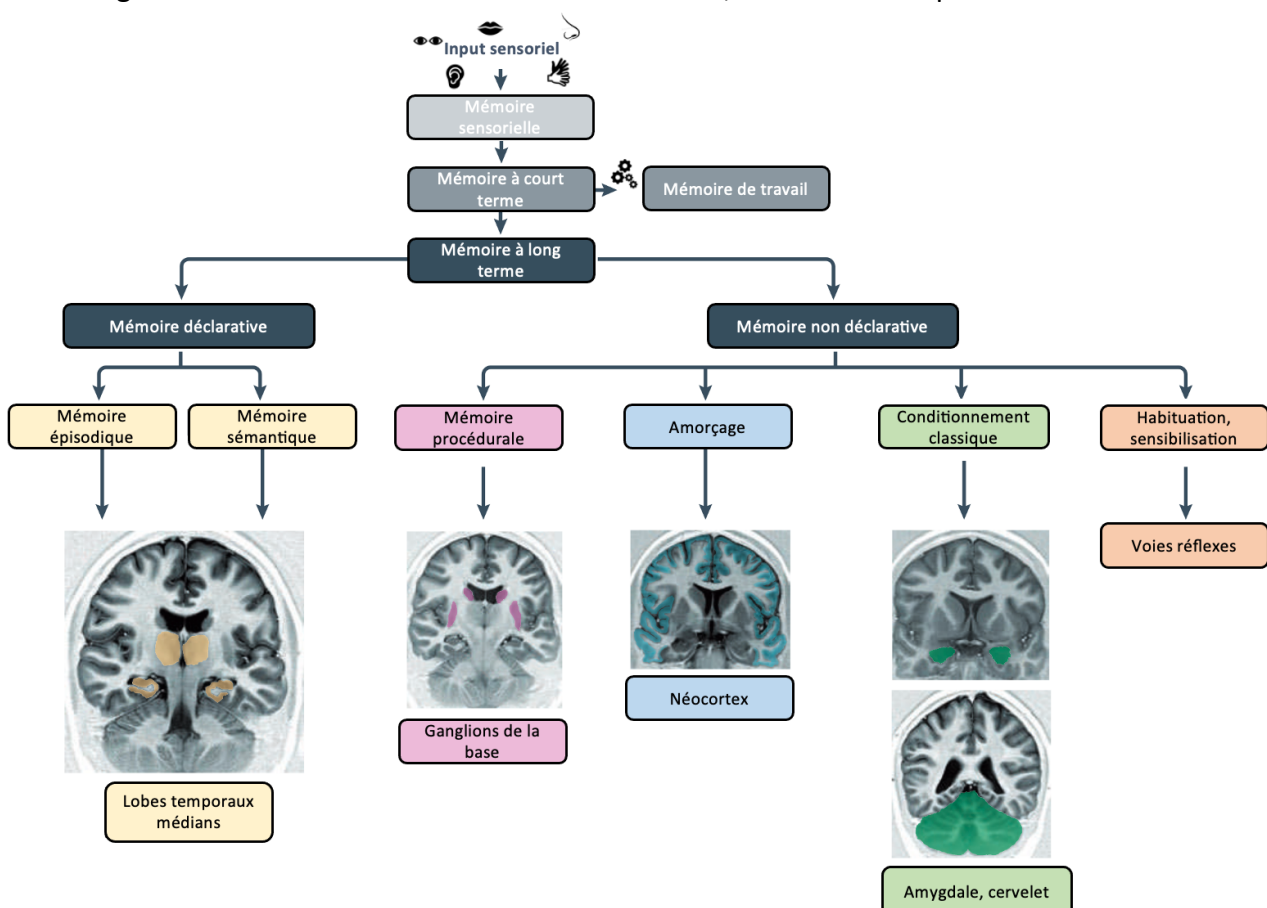 Input sensoriel
Mémoire
sensorielle
Mémoire à court
terme
Mémoire de travail
Mémoire à long
terme
Mémoire déclarative
Mémoire non déclarative
Mémoire
épisodique
Mémoire
sémantique
Mémoire
procédurale
Amorçage
Conditionnement
classique
Habituation,
sensibilisation
Voies réflexes
Néocortex
Ganglions de la
base
Lobes temporaux
médians
Amygdale, cervelet